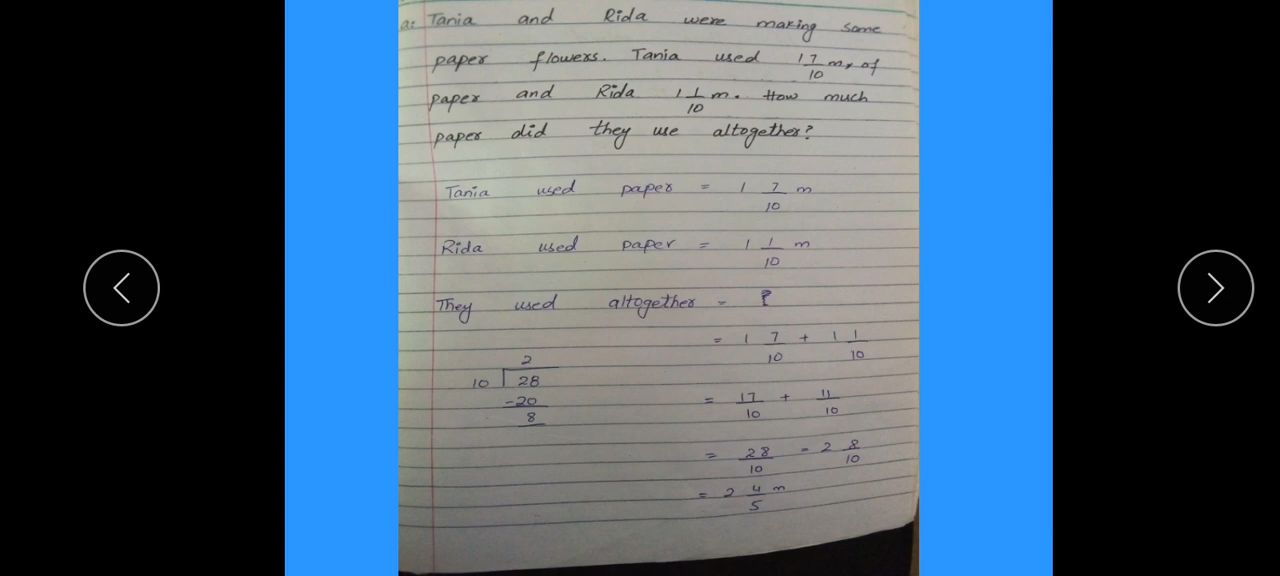 a: Tania and Rida were making some
paper flowers. Tania used 1 7/10 m, of
paper and Rida 1 1/10 m. How much
paper did they use altogether?
Tania used paper = 1 7/10 m
Rida used paper = 1 1/10 m
They used altogether = ?
= 1 7/10 + 1 1/10
2
10 28
-20
8
= 17/10 + 11/10
= 28/10 = 2 8/10
= 2 4/5 m